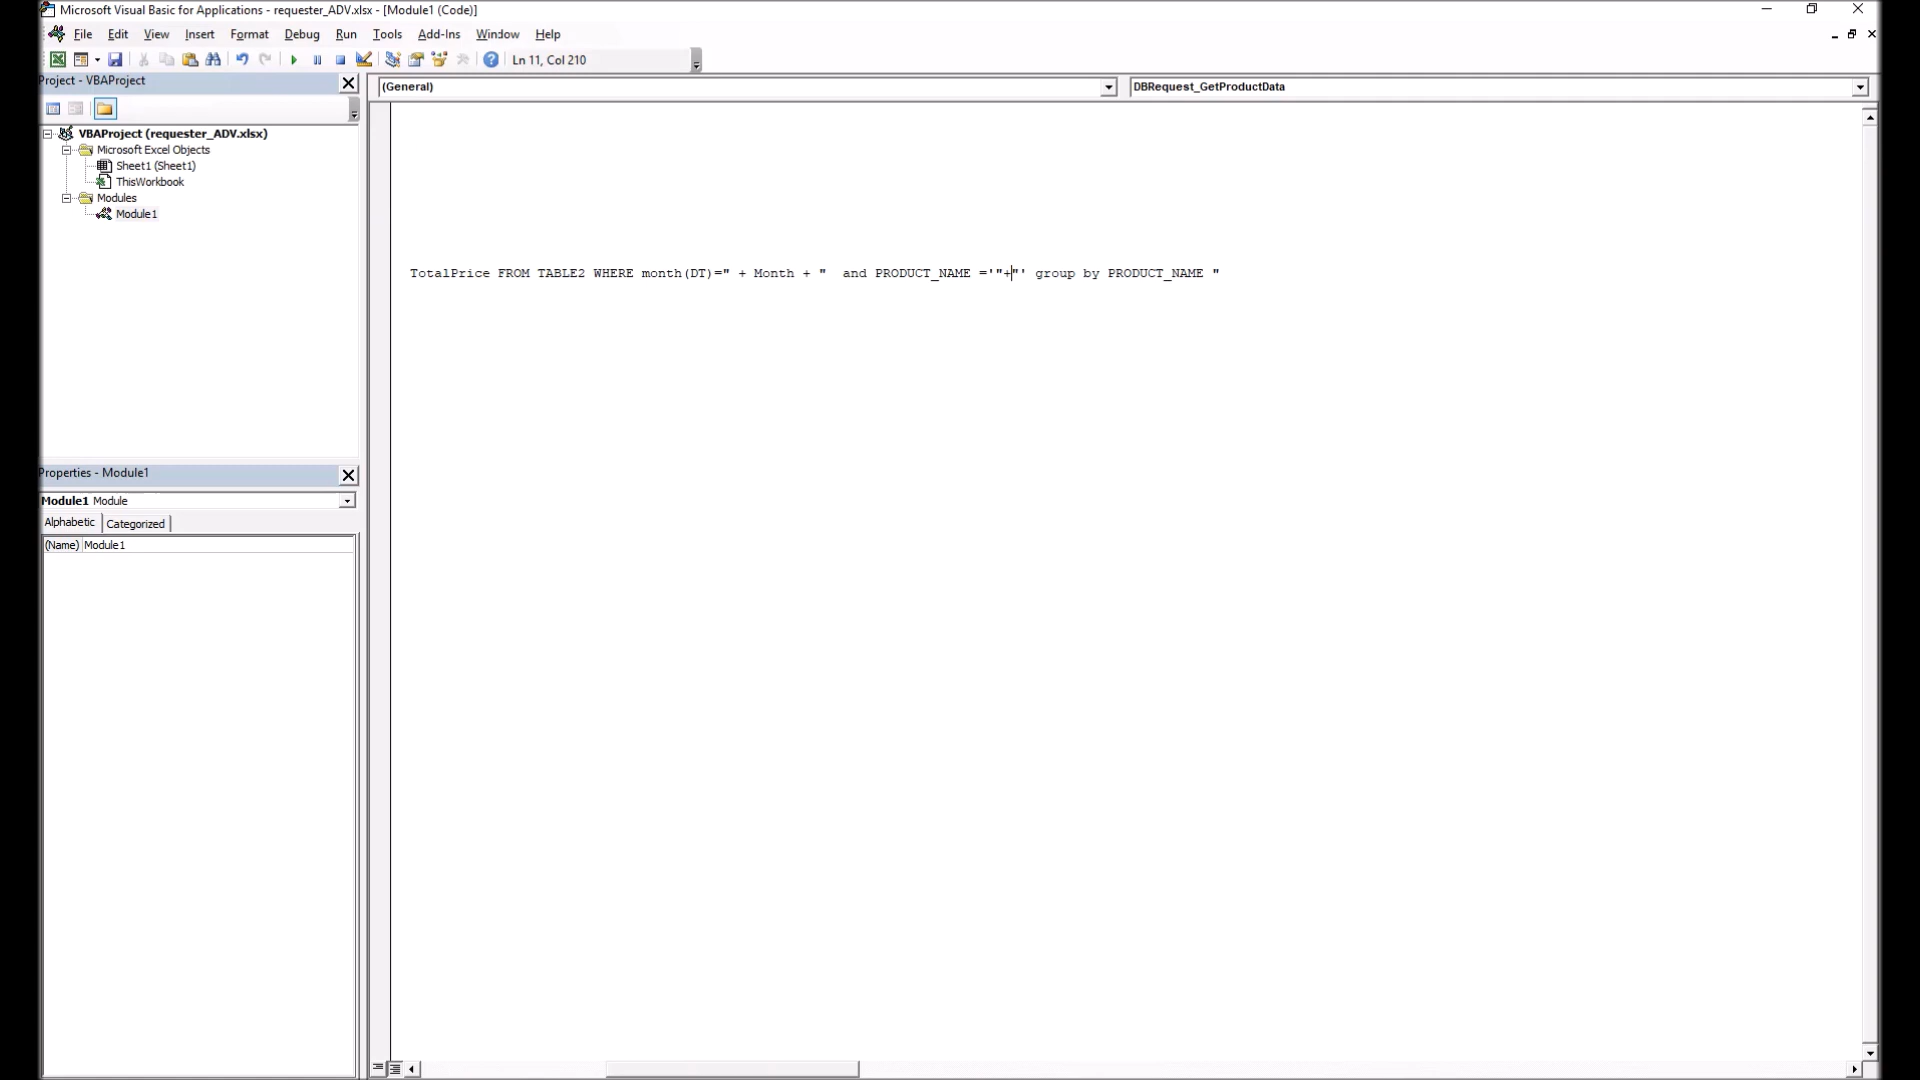 Microsoft Visual Basic for Applications - requester_ADV.xlsx - [Module1 (Code)]
File Edit View Insert Format Debug Run Tools Add-Ins Window Help
Ln 11, Col 210
Project - VBAProject
(General)
DBRequest_GetProductData
VBAProject (requester_ADV.xlsx)
Microsoft Excel Objects
Sheet1 (Sheet1)
ThisWorkbook
Modules
Module1
TotalPrice FROM TABLE2 WHERE month(DT)=" + Month + "  and PRODUCT_NAME ='"+"' group by PRODUCT_NAME "
Properties - Module1
Module1 Module
Alphabetic Categorized
(Name) Module1